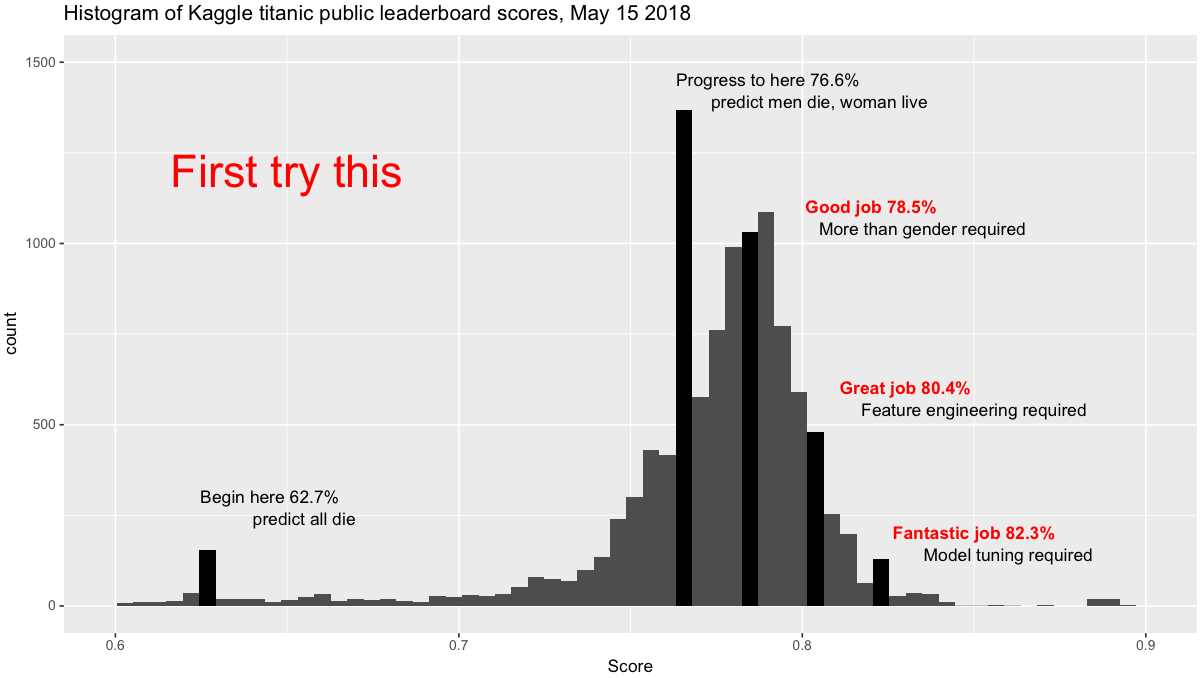 Histogram of Kaggle titanic public leaderboard scores, May 15 2018
1500
Progress to here 76.6%
predict men die, woman live
First try this
Good job 78.5%
More than gender required
1000
count
Great job 80.4%
Feature engineering required
500
Begin here 62.7%
predict all die
Fantastic job 82.3%
Model tuning required
0
0.6 0.7 0.8 0.9
Score